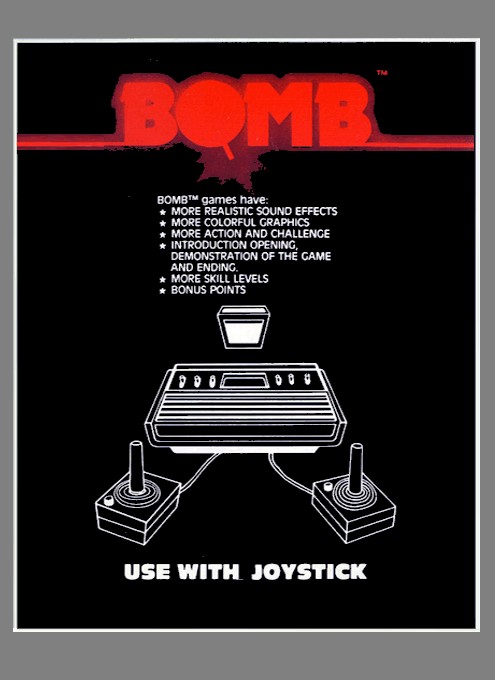 BOMB™
BOMB™ games have:
★ MORE REALISTIC SOUND EFFECTS
★ MORE COLORFUL GRAPHICS
★ MORE ACTION AND CHALLENGE
★ INTRODUCTION OPENING,
DEMONSTRATION OF THE GAME
AND ENDING.
★ MORE SKILL LEVELS
★ BONUS POINTS
USE WITH JOYSTICK